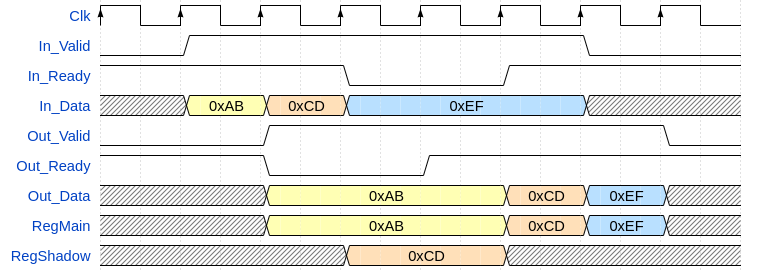 Clk
In_Valid
In_Ready
In_Data 0xAB 0xCD 0xEF
Out_Valid
Out_Ready
Out_Data 0xAB 0xCD 0xEF
RegMain 0xAB 0xCD 0xEF
RegShadow 0xCD